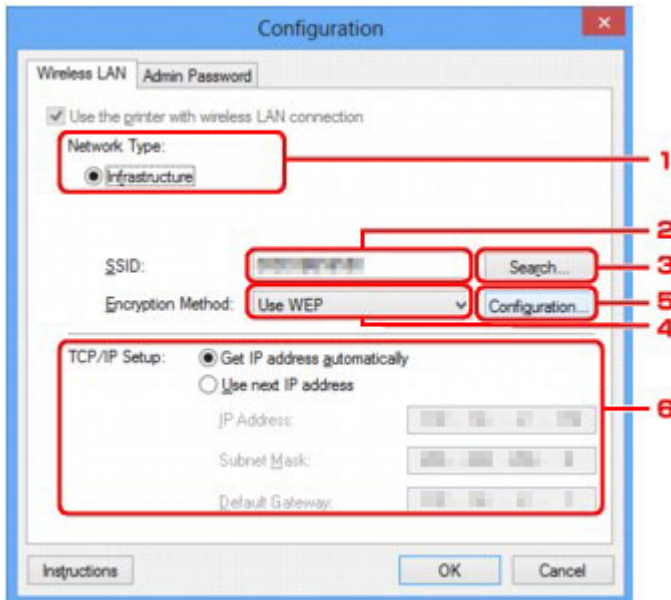 Configuration
Wireless LAN Admin Password
Use the printer with wireless LAN connection
Network Type:
1
Infrastructure
2
SSID: Search... 3
Encryption Method: Use WEP Configuration... 5
4
TCP/IP Setup: Get IP address automatically
Use next IP address
6
IP Address:
Subnet Mask:
Default Gateway:
Instructions OK Cancel